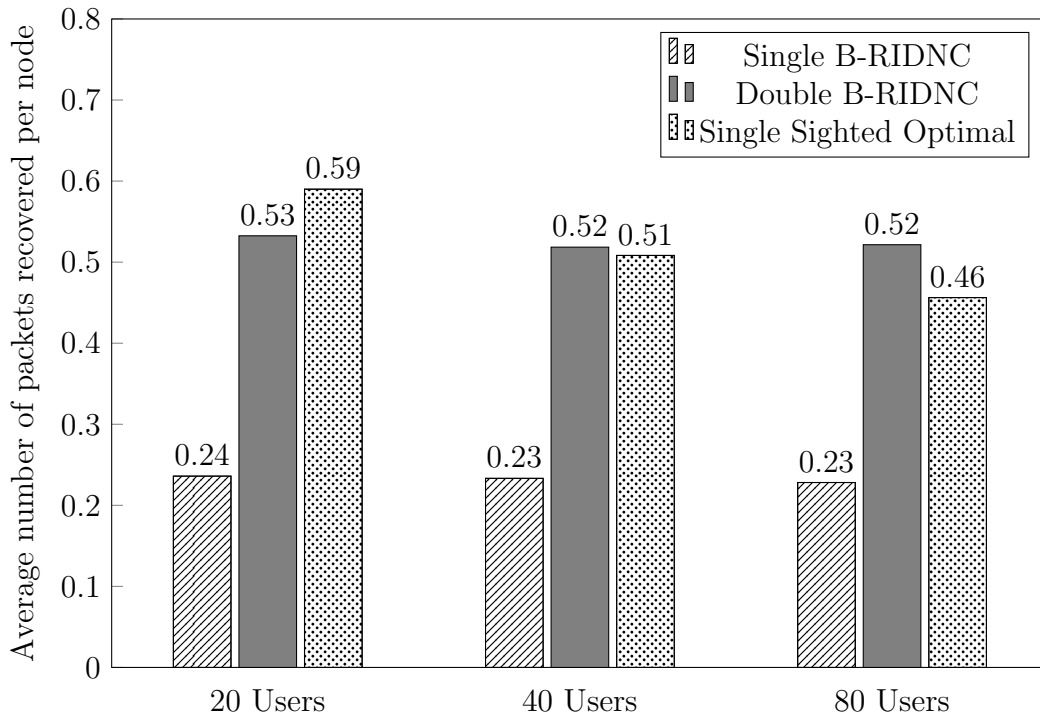 Average number of packets recovered per node
0.8
0.7
0.6
0.5
0.4
0.3
0.2
0.1
0
Single B-RIDNC
Double B-RIDNC
Single Sighted Optimal
0.24
0.53
0.59
0.23
0.52
0.51
0.23
0.52
0.46
20 Users
40 Users
80 Users